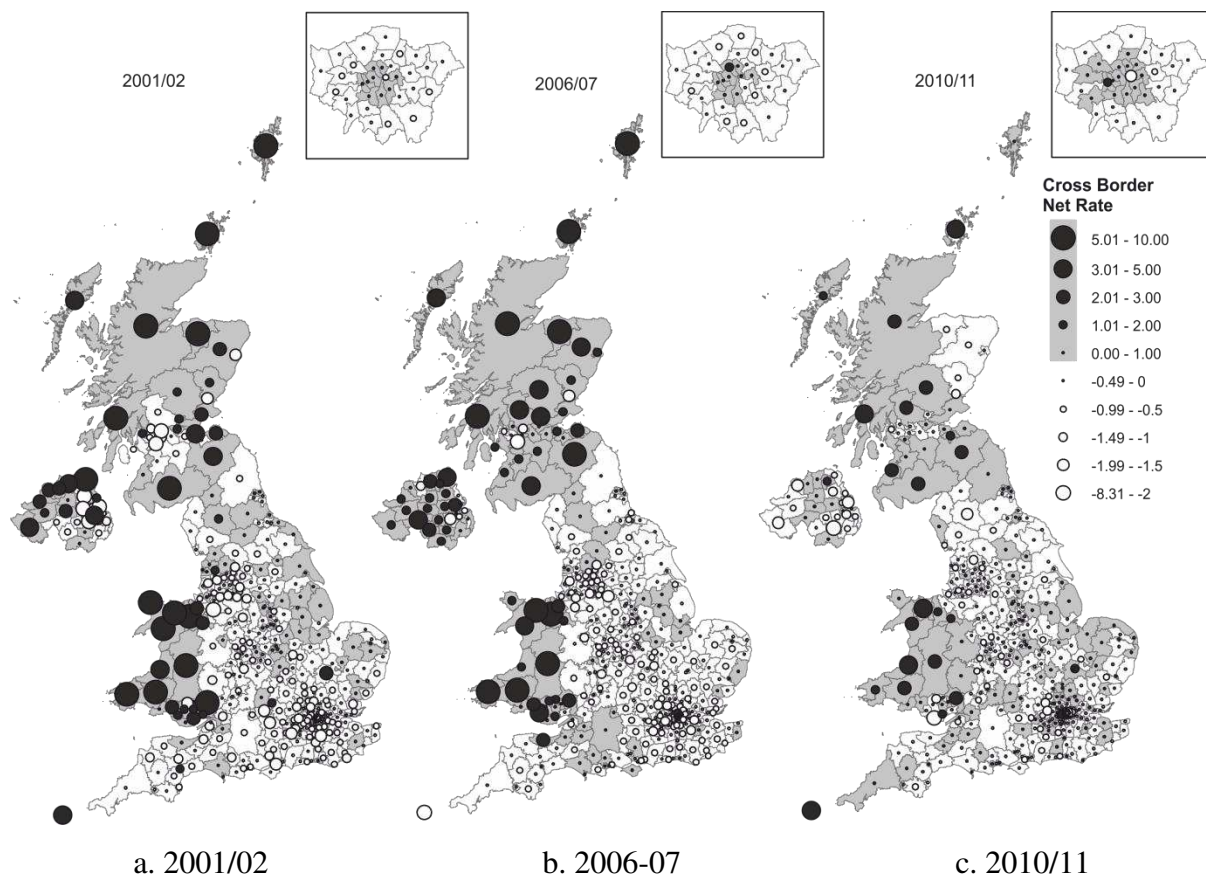 2001/02
2006/07
2010/11
Cross Border
Net Rate
5.01 - 10.00
3.01 - 5.00
2.01 - 3.00
1.01 - 2.00
0.00 - 1.00
-0.49 - 0
-0.99 - -0.5
-1.49 - -1
-1.99 - -1.5
-8.31 - -2
a. 2001/02
b. 2006-07
c. 2010/11